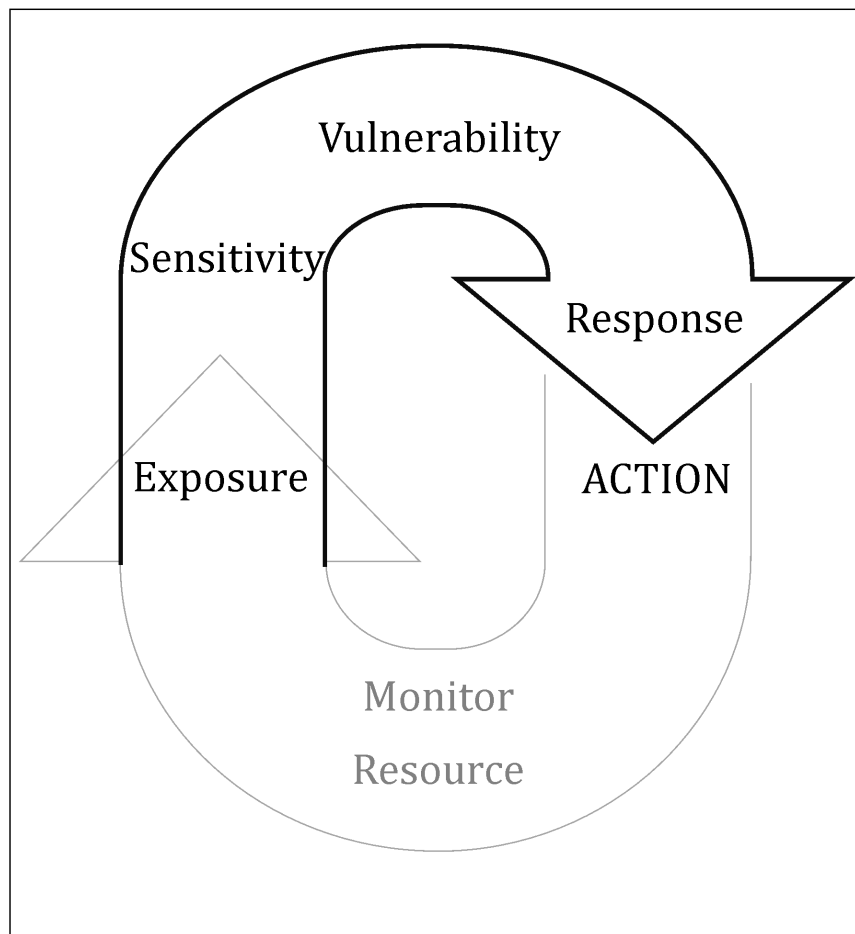 Vulnerability
Sensitivity
Response
Exposure
ACTION
Monitor
Resource